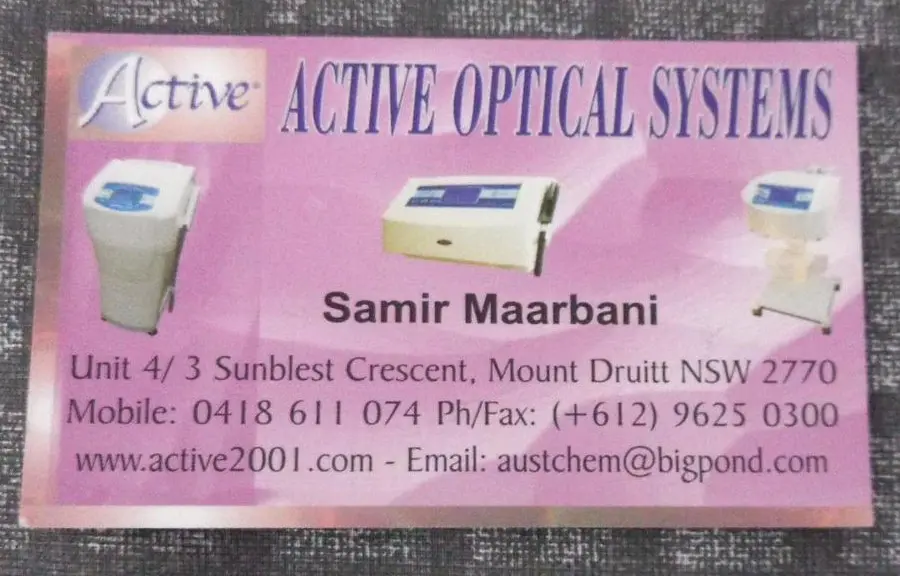 Active
ACTIVE OPTICAL SYSTEMS
Samir Maarbani
Unit 4/ 3 Sunblest Crescent, Mount Druitt NSW 2770
Mobile: 0418 611 074 Ph/Fax: (+612) 9625 0300
www.active2001.com - Email: austchem@bigpond.com